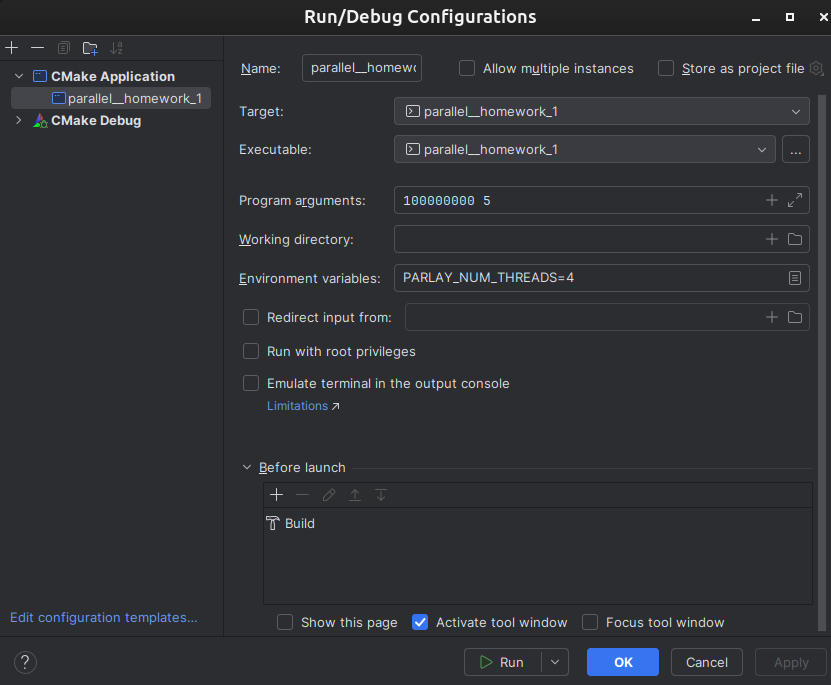 Run/Debug Configurations
CMake Application
parallel__homework_1
CMake Debug
Edit configuration templates...
Name: parallel__homew Allow multiple instances Store as project file
Target: parallel__homework_1
Executable: parallel__homework_1 ...
Program arguments: 100000000 5
Working directory:
Environment variables: PARLAY_NUM_THREADS=4
Redirect input from:
Run with root privileges
Emulate terminal in the output console
Limitations ↗
Before launch
Build
Show this page Activate tool window Focus tool window
? Run OK Cancel Apply